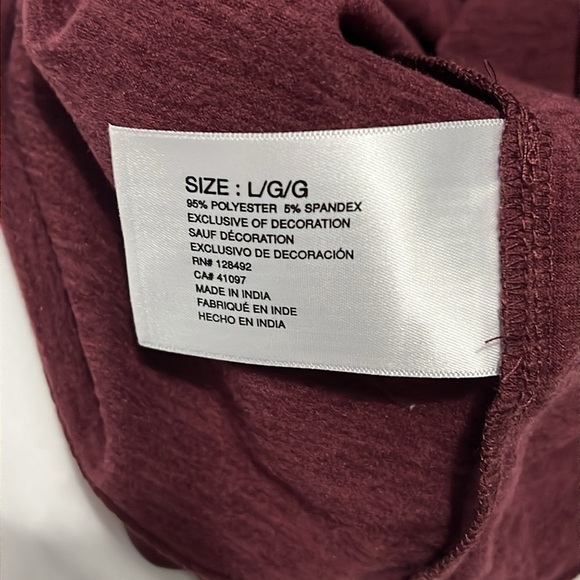 SIZE : L/G/G
95% POLYESTER 5% SPANDEX
EXCLUSIVE OF DECORATION
SAUF DÉCORATION
EXCLUSIVO DE DECORACIÓN
RN# 128492
CA# 41097
MADE IN INDIA
FABRIQUÉ EN INDE
HECHO EN INDIA